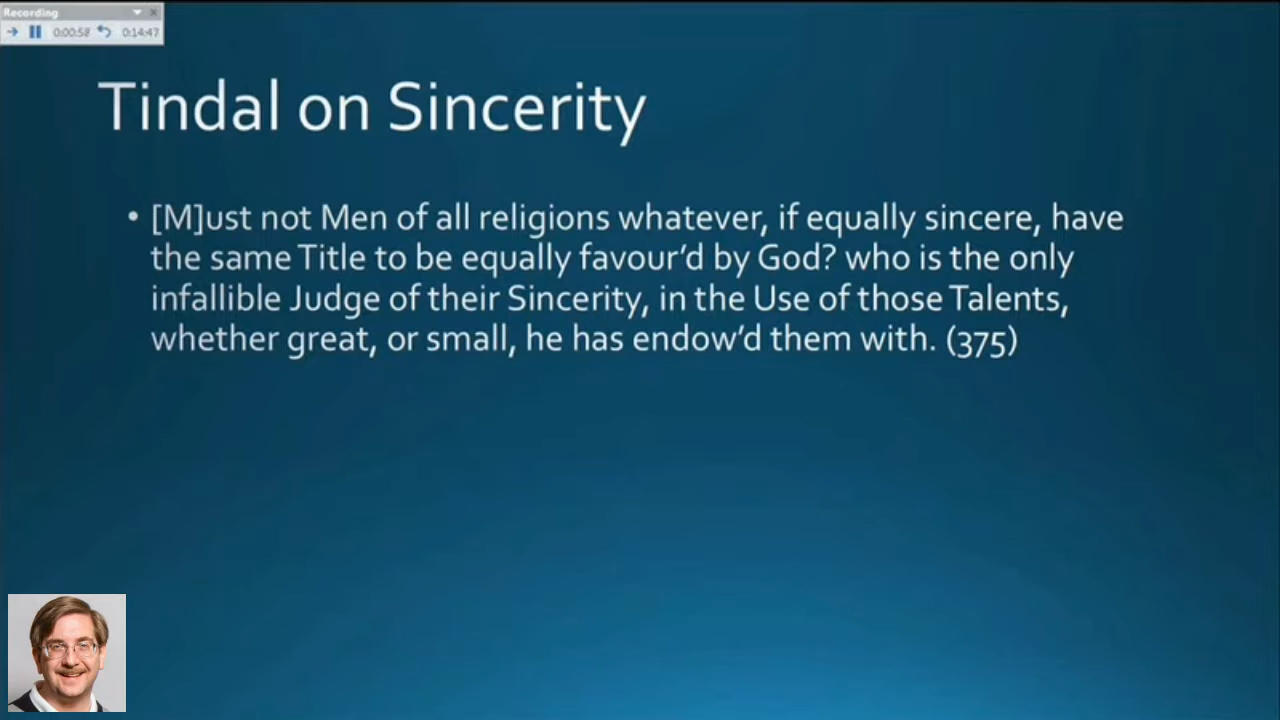 Recording
0:00:58 0:14:47
Tindal on Sincerity
• [M]ust not Men of all religions whatever, if equally sincere, have
the same Title to be equally favour’d by God? who is the only
infallible Judge of their Sincerity, in the Use of those Talents,
whether great, or small, he has endow’d them with. (375)